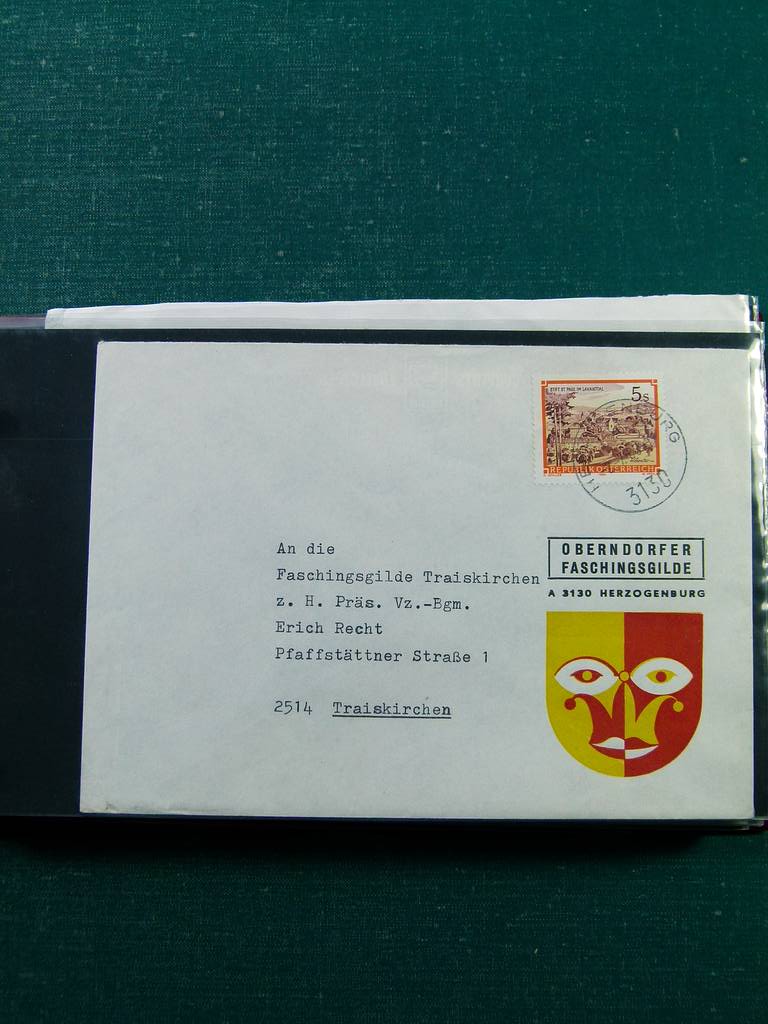 STIFT ST. PAUL IM LAVANTTAL
5s
REPUBLIK ÖSTERREICH
3130
OBERNDORFER
FASCHINGSGILDE
A 3130 HERZOGENBURG
An die
Faschingsgilde Traiskirchen
z. H. Präs. Vz.-Bgm.
Erich Recht
Pfaffstättner Straße 1
2514 Traiskirchen